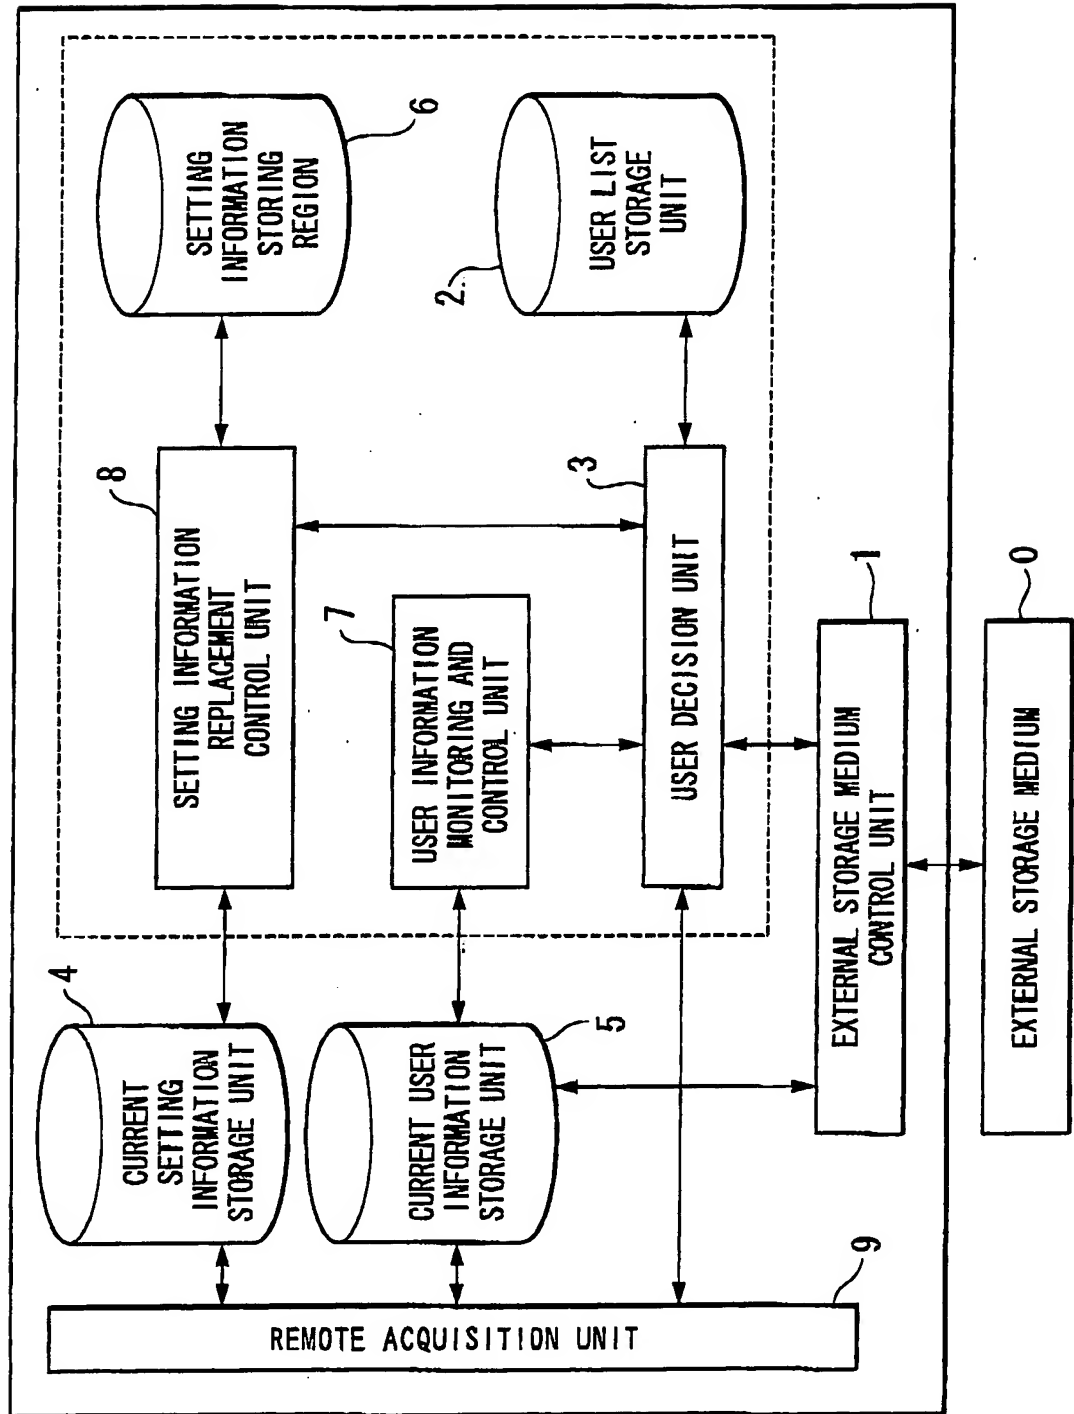 REMOTE ACQUISITION UNIT
9
CURRENT
SETTING
INFORMATION
STORAGE UNIT
4
CURRENT USER
INFORMATION
STORAGE UNIT
5
SETTING INFORMATION
REPLACEMENT
CONTROL UNIT
8
USER INFORMATION
MONITORING AND
CONTROL UNIT
7
USER DECISION UNIT
3
SETTING
INFORMATION
STORING
REGION
6
USER LIST
STORAGE
UNIT
2
EXTERNAL STORAGE MEDIUM
CONTROL UNIT
1
EXTERNAL STORAGE MEDIUM
0